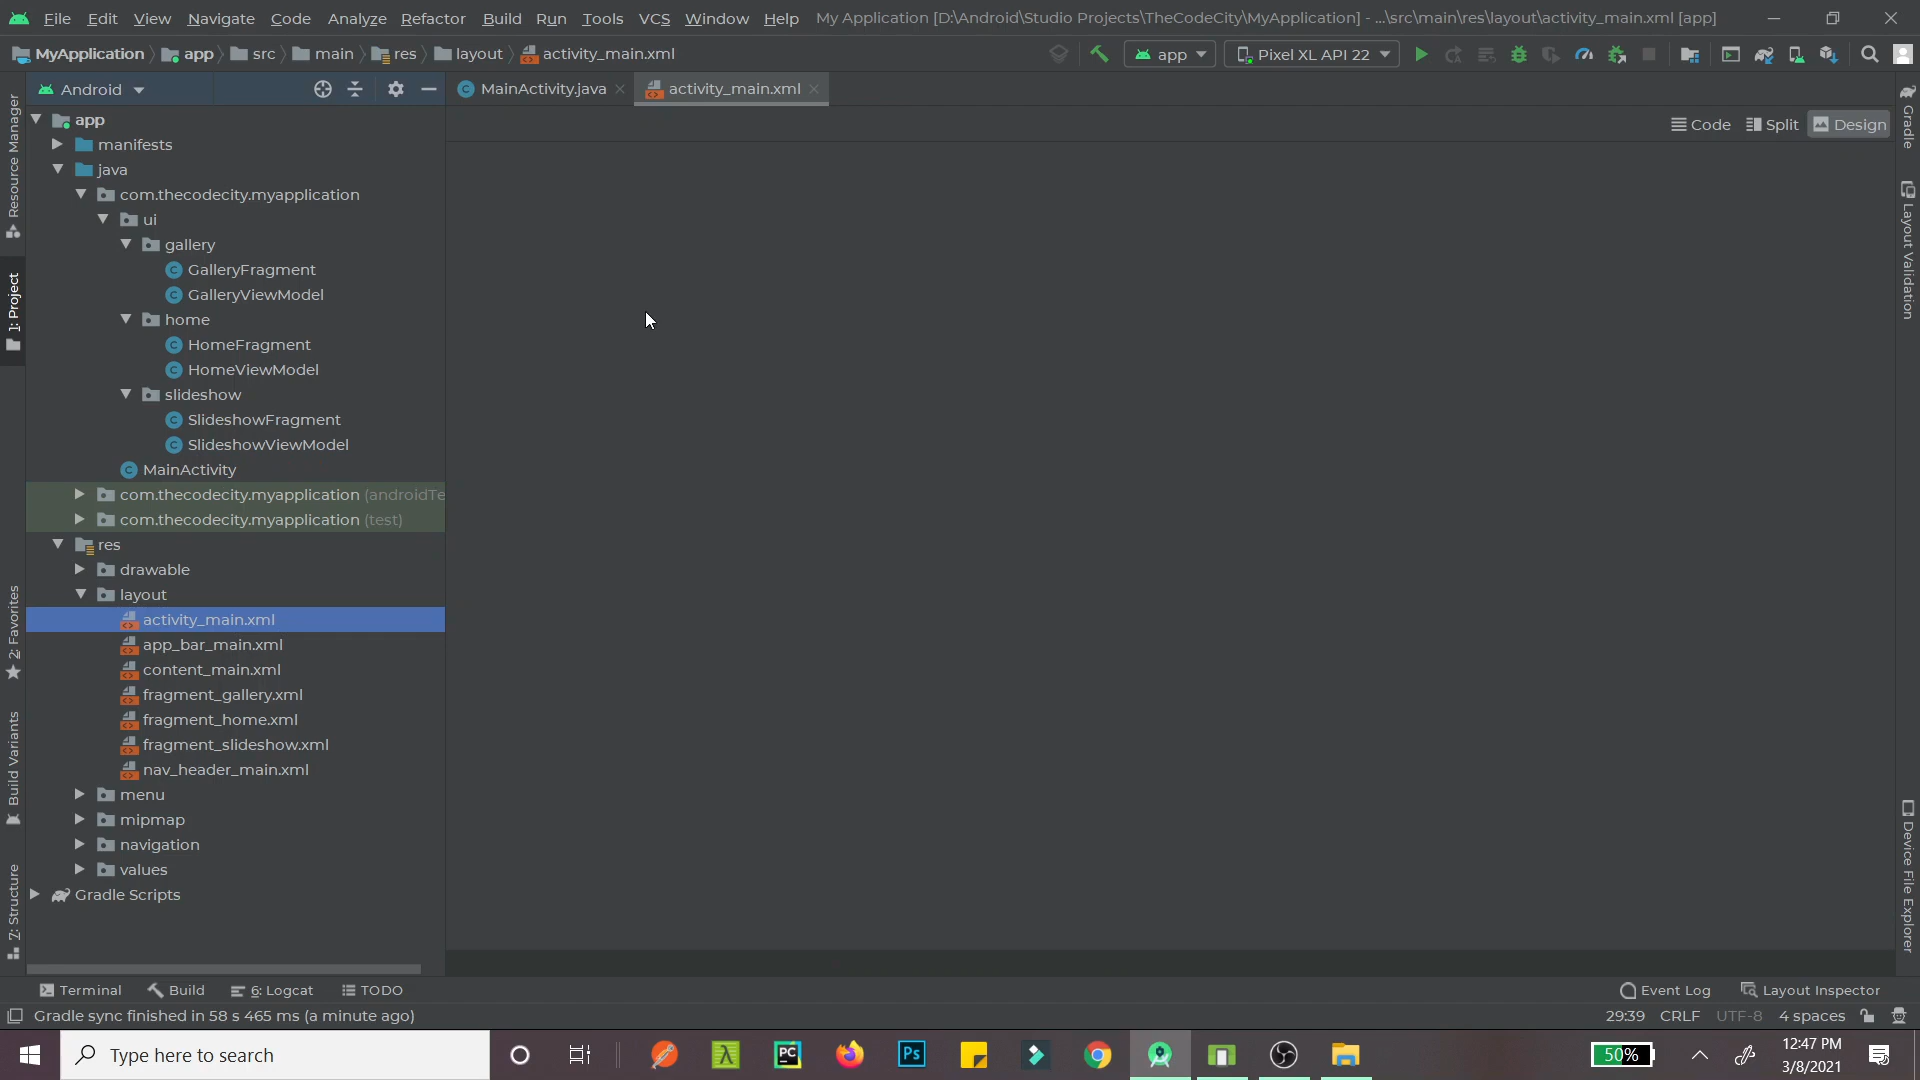 File Edit View Navigate Code Analyze Refactor Build Run Tools VCS Window Help My Application [D:\Android\Studio Projects\TheCodeCity\MyApplication] - ...\src\main\res\layout\activity_main.xml [app]
MyApplication app src main res layout activity_main.xml app Pixel XL API 22
Android MainActivity.java activity_main.xml
Code Split Design
app
manifests
java
com.thecodecity.myapplication
ui
gallery
GalleryFragment
GalleryViewModel
home
HomeFragment
HomeViewModel
slideshow
SlideshowFragment
SlideshowViewModel
MainActivity
com.thecodecity.myapplication (androidTe
com.thecodecity.myapplication (test)
res
drawable
layout
activity_main.xml
app_bar_main.xml
content_main.xml
fragment_gallery.xml
fragment_home.xml
fragment_slideshow.xml
nav_header_main.xml
menu
mipmap
navigation
values
Gradle Scripts
Resource Manager
1: Project
2: Favorites
Build Variants
7: Structure
Gradle
Layout Validation
Device File Explorer
Terminal Build 6: Logcat TODO Event Log Layout Inspector
Gradle sync finished in 58 s 465 ms (a minute ago) 29:39 CRLF UTF-8 4 spaces
Type here to search PC Ps 50% 12:47 PM
3/8/2021